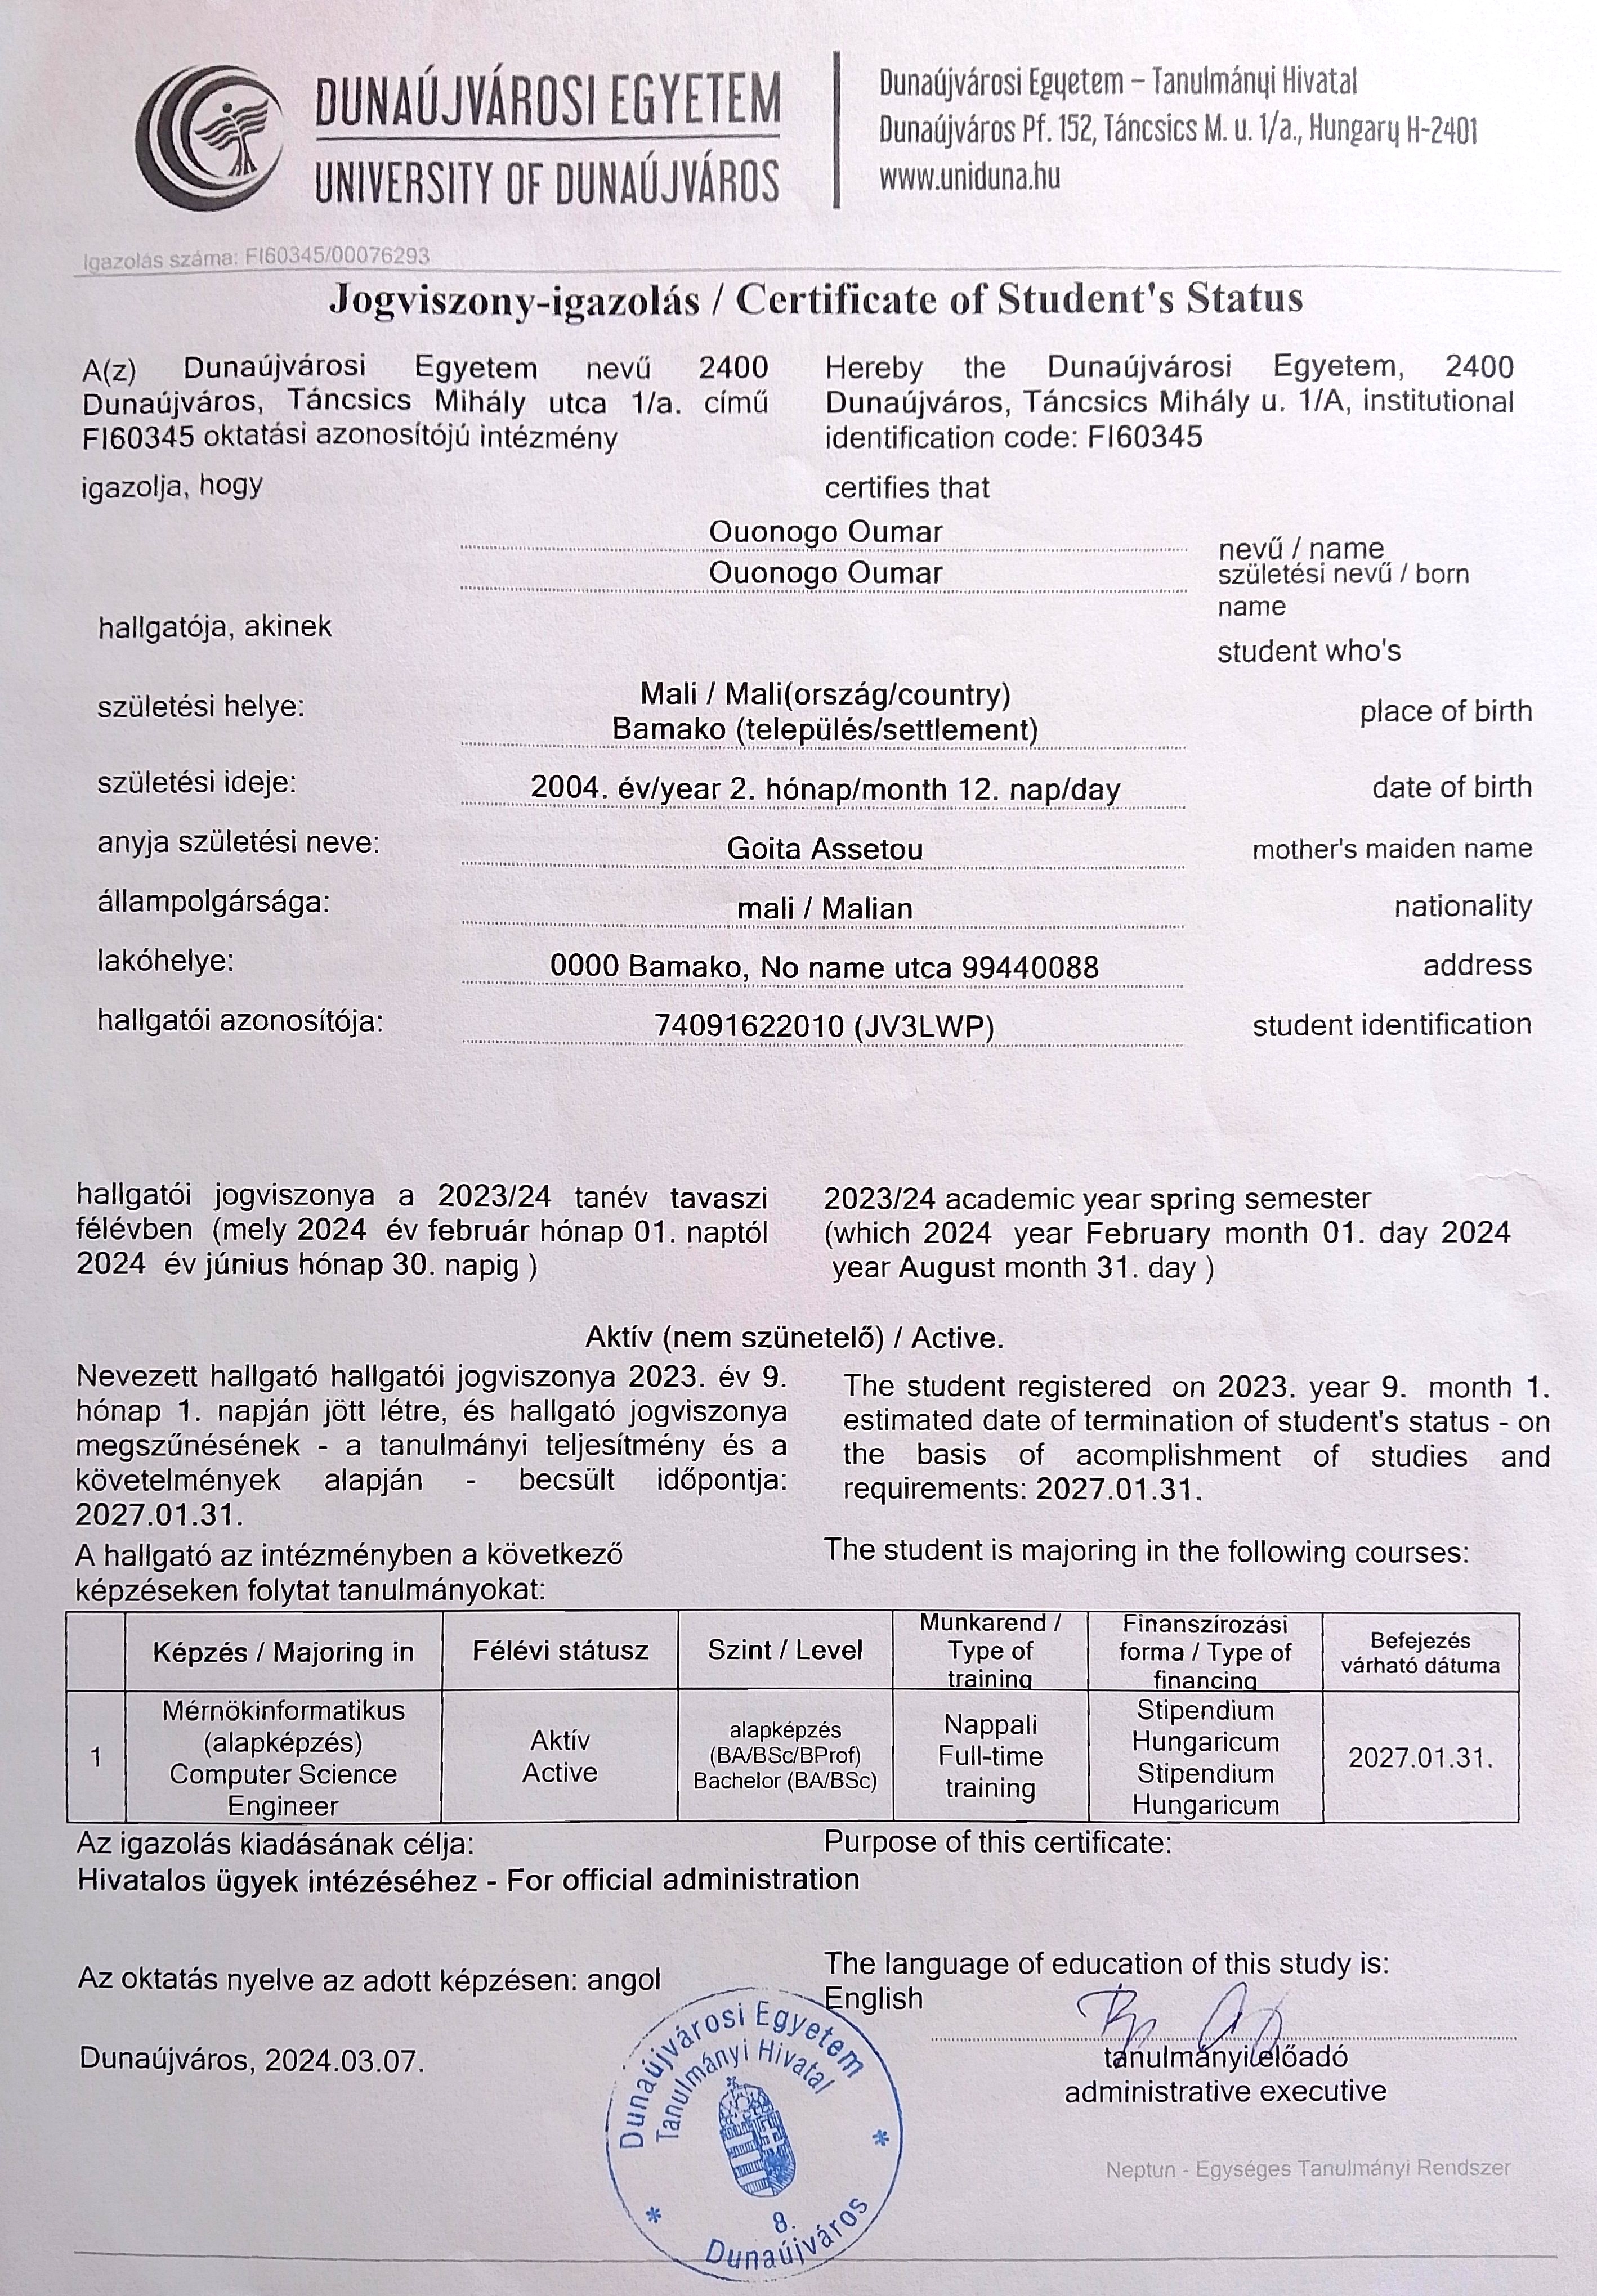 DUNAÚJVÁROSI EGYETEM
UNIVERSITY OF DUNAÚJVÁROS
Dunaújvárosi Egyetem – Tanulmányi Hivatal
Dunaújváros Pf. 152, Táncsics M. u. 1/a., Hungary H-2401
www.uniduna.hu
Igazolás száma: FI60345/00076293
Jogviszony-igazolás / Certificate of Student's Status
A(z) Dunaújvárosi Egyetem nevű 2400
Dunaújváros, Táncsics Mihály utca 1/a. című
FI60345 oktatási azonosítójú intézmény
igazolja, hogy
Hereby the Dunaújvárosi Egyetem, 2400
Dunaújváros, Táncsics Mihály u. 1/A, institutional
identification code: FI60345
certifies that
Ouonogo Oumar
nevű / name
Ouonogo Oumar
születési nevű / born
name
hallgatója, akinek
student who's
születési helye:
Mali / Mali(ország/country)
Bamako (település/settlement)
place of birth
születési ideje:
2004. év/year 2. hónap/month 12. nap/day
date of birth
anyja születési neve:
Goita Assetou
mother's maiden name
állampolgársága:
mali / Malian
nationality
lakóhelye:
0000 Bamako, No name utca 99440088
address
hallgatói azonosítója:
74091622010 (JV3LWP)
student identification
hallgatói jogviszonya a 2023/24 tanév tavaszi
félévben (mely 2024 év február hónap 01. naptól
2024 év június hónap 30. napig )
2023/24 academic year spring semester
(which 2024 year February month 01. day 2024
year August month 31. day )
Aktív (nem szünetelő) / Active.
Nevezett hallgató hallgatói jogviszonya 2023. év 9.
hónap 1. napján jött létre, és hallgató jogviszonya
megszűnésének - a tanulmányi teljesítmény és a
követelmények alapján - becsült időpontja:
2027.01.31.
The student registered on 2023. year 9. month 1.
estimated date of termination of student's status - on
the basis of acomplishment of studies and
requirements: 2027.01.31.
A hallgató az intézményben a következő
képzéseken folytat tanulmányokat:
The student is majoring in the following courses:
Képzés / Majoring in
Félévi státusz
Szint / Level
Munkarend /
Type of
training
Finanszírozási
forma / Type of
financing
Befejezés
várható dátuma
1
Mérnökinformatikus
(alapképzés)
Computer Science
Engineer
Aktív
Active
alapképzés
(BA/BSc/BProf)
Bachelor (BA/BSc)
Nappali
Full-time
training
Stipendium
Hungaricum
Stipendium
Hungaricum
2027.01.31.
Az igazolás kiadásának célja:
Purpose of this certificate:
Hivatalos ügyek intézéséhez - For official administration
Az oktatás nyelve az adott képzésen: angol
The language of education of this study is:
English
Dunaújváros, 2024.03.07.
tanulmányi előadó
administrative executive
Dunaújvárosi Egyetem
Tanulmányi Hivatal
8.
Dunaújváros
Neptun - Egységes Tanulmányi Rendszer